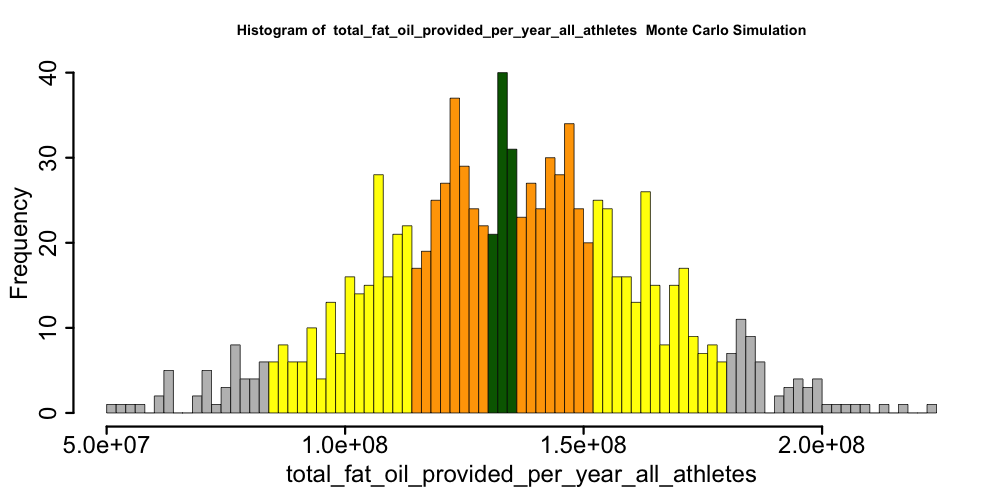 Histogram of total_fat_oil_provided_per_year_all_athletes Monte Carlo Simulation
Frequency
40
30
20
10
0
5.0e+07 1.0e+08 1.5e+08 2.0e+08
total_fat_oil_provided_per_year_all_athletes